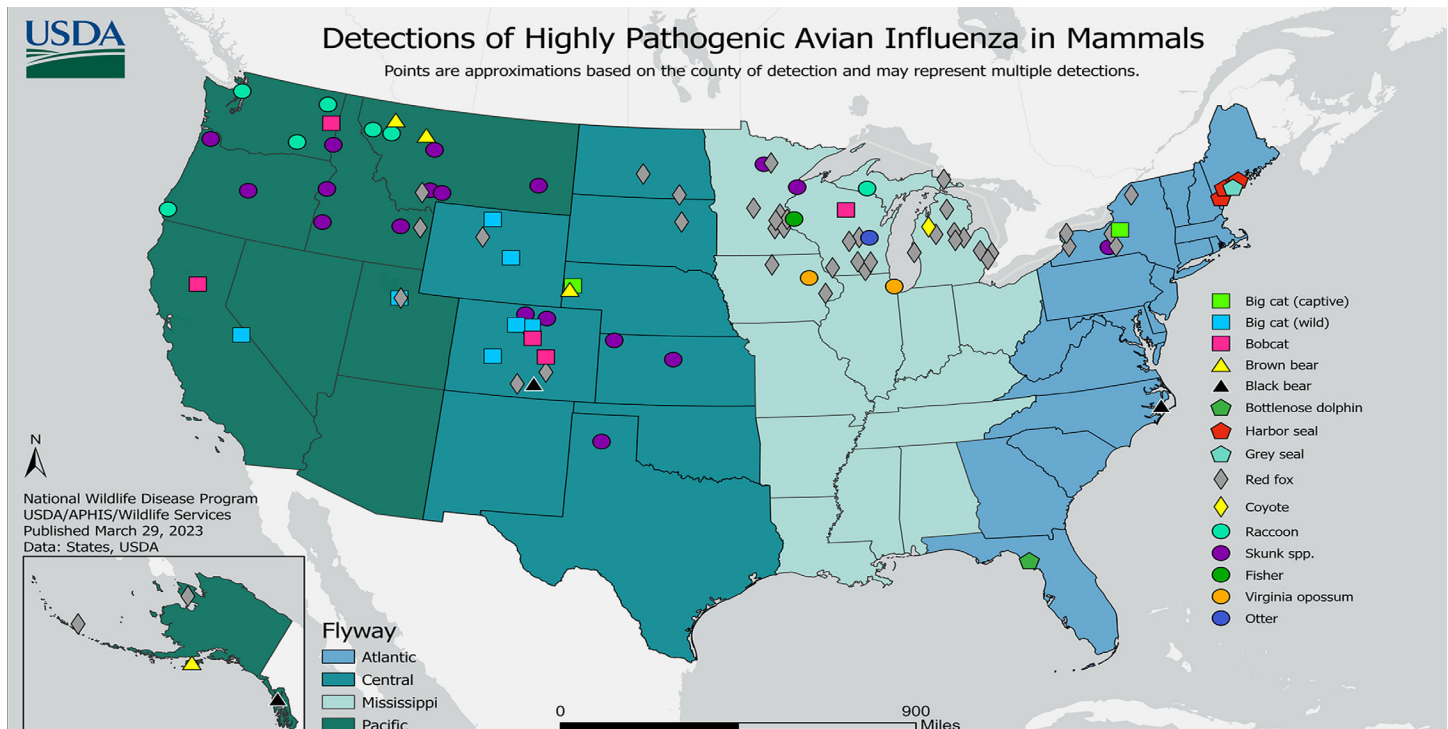 USDA
Detections of Highly Pathogenic Avian Influenza in Mammals
Points are approximations based on the county of detection and may represent multiple detections.
Big cat (captive)
Big cat (wild)
Bobcat
Brown bear
Black bear
Bottlenose dolphin
Harbor seal
Grey seal
Red fox
Coyote
Raccoon
Skunk spp.
Fisher
Virginia opossum
Otter
N
National Wildlife Disease Program
USDA/APHIS/Wildlife Services
Published March 29, 2023
Data: States, USDA
Flyway
Atlantic
Central
Mississippi
Pacific
0 900
Miles